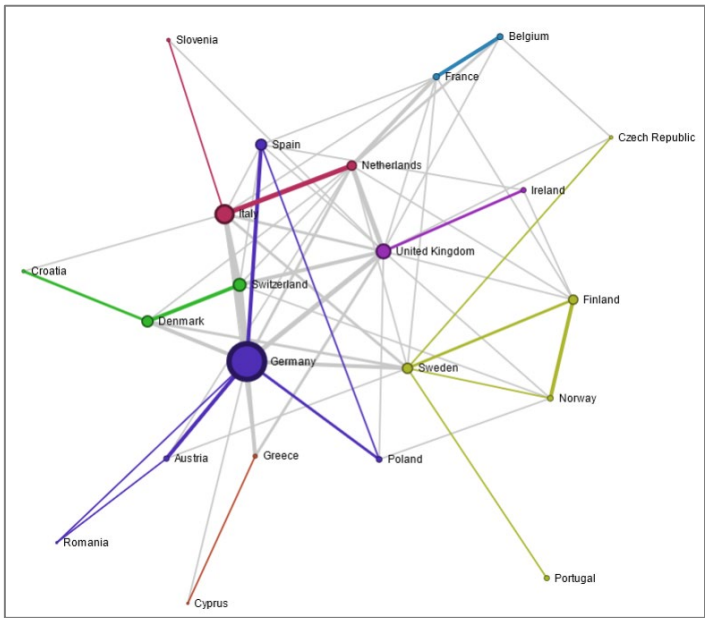 Slovenia
Belgium
France
Czech Republic
Spain
Netherlands
Ireland
Italy
United Kingdom
Croatia
Switzerland
Finland
Denmark
Germany
Sweden
Norway
Austria
Greece
Poland
Romania
Portugal
Cyprus